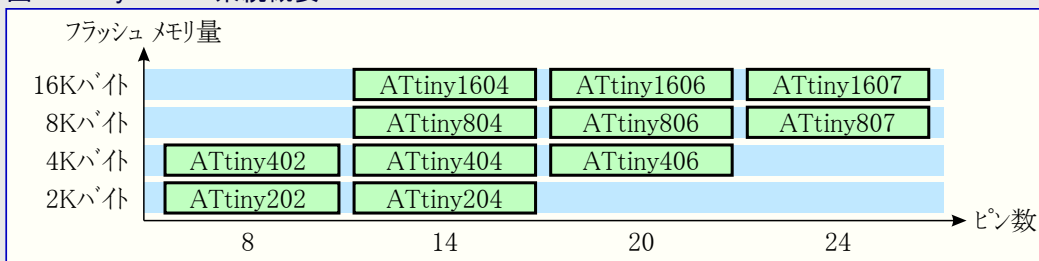 フラッシュ メモリ量
16Kバイト ATtiny1604 ATtiny1606 ATtiny1607
8Kバイト ATtiny804 ATtiny806 ATtiny807
4Kバイト ATtiny402 ATtiny404 ATtiny406
2Kバイト ATtiny202 ATtiny204
ピン数
8 14 20 24